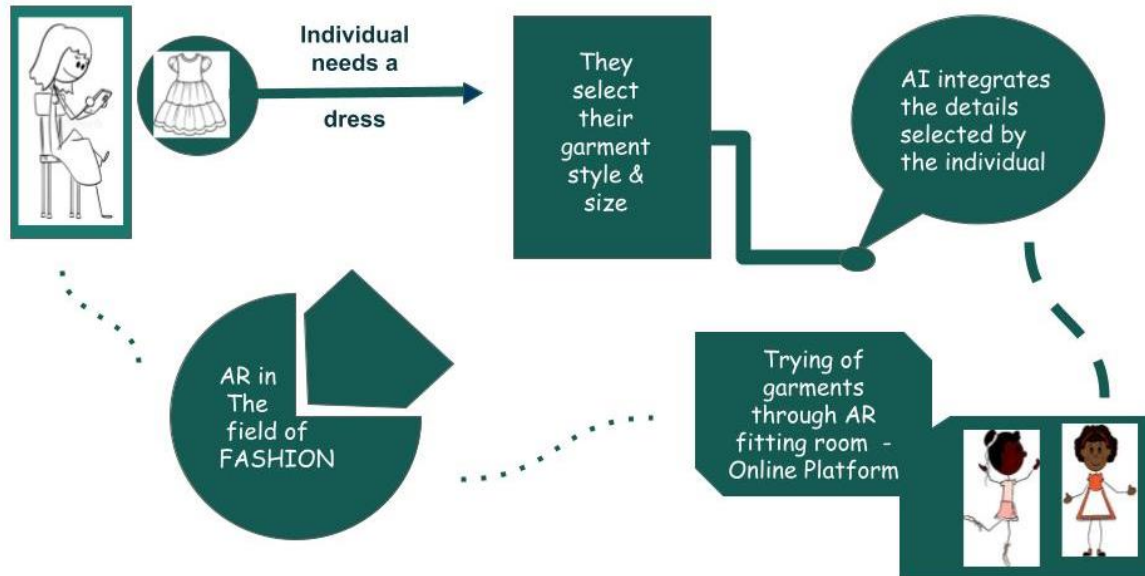 Individual
needs a
dress
They
select
their
garment
style &
size
AI integrates
the details
selected by
the individual
Trying of
garments
through AR
fitting room  -
Online Platform
AR in
The
field of
FASHION